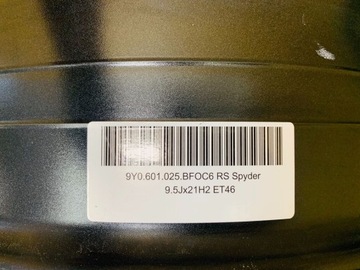 9Y0.601.025.BFOC6 RS Spyder
9.5Jx21H2 ET46